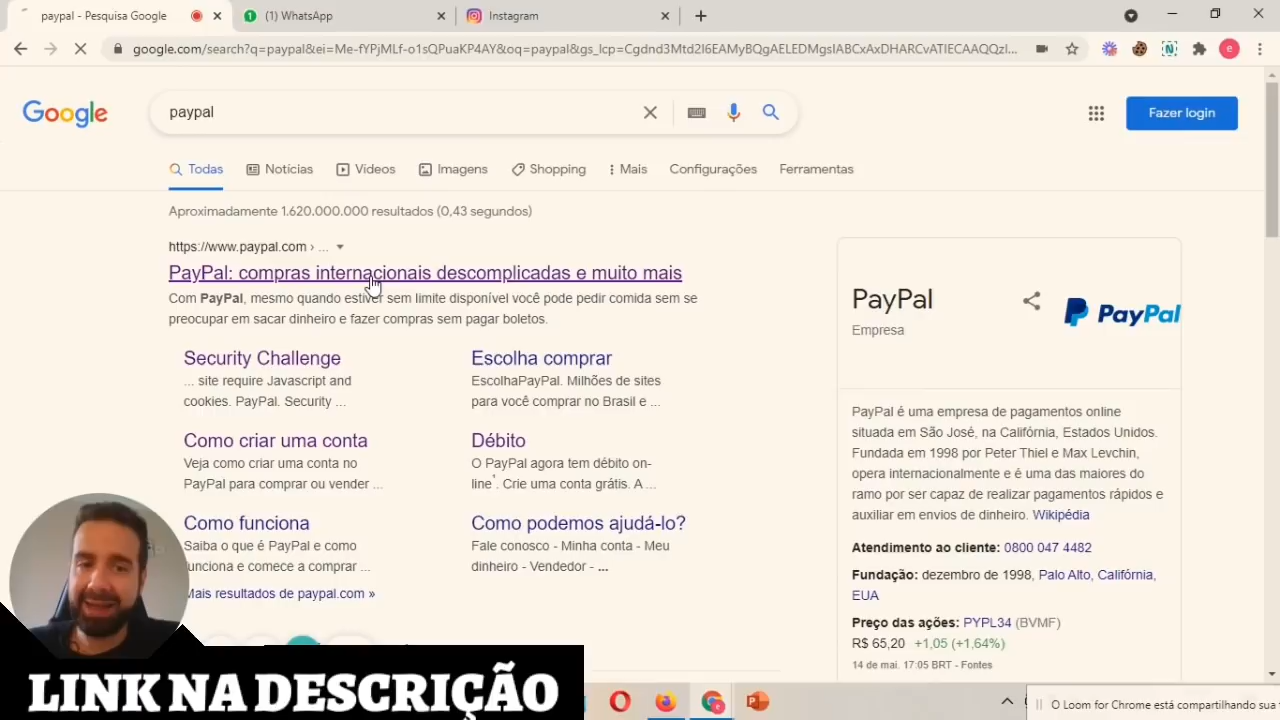 paypal - Pesquisa Google
(1) WhatsApp
Instagram
google.com/search?q=paypal&ei=Me-fYPjMLf-o1sQPuaKP4AY&oq=paypal&gs_lcp=Cgdnd3Mtd2l6EAMyBQgAELEDMgsIABCxAxDHARCvATIECAAQQzI...
Google
paypal
Fazer login
Todas
Notícias
Vídeos
Imagens
Shopping
Mais
Configurações
Ferramentas
Aproximadamente 1.620.000.000 resultados (0,43 segundos)
https://www.paypal.com › ...
PayPal: compras internacionais descomplicadas e muito mais
Com PayPal, mesmo quando estiver sem limite disponível você pode pedir comida sem se
preocupar em sacar dinheiro e fazer compras sem pagar boletos.
Security Challenge
... site require Javascript and
cookies. PayPal. Security ...
Escolha comprar
EscolhaPayPal. Milhões de sites
para você comprar no Brasil e ...
Como criar uma conta
Veja como criar uma conta no
PayPal para comprar ou vender ...
Débito
O PayPal agora tem débito on-
line*. Crie uma conta grátis. A ...
Como funciona
Saiba o que é PayPal e como
funciona e comece a comprar ...
Como podemos ajudá-lo?
Fale conosco - Minha conta - Meu
dinheiro - Vendedor - ...
Mais resultados de paypal.com »
PayPal
Empresa
PayPal
PayPal é uma empresa de pagamentos online
situada em São José, na Califórnia, Estados Unidos.
Fundada em 1998 por Peter Thiel e Max Levchin,
opera internacionalmente e é uma das maiores do
ramo por ser capaz de realizar pagamentos rápidos e
auxiliar em envios de dinheiro. Wikipédia
Atendimento ao cliente: 0800 047 4482
Fundação: dezembro de 1998, Palo Alto, Califórnia,
EUA
Preço das ações: PYPL34 (BVMF)
R$ 65,20 +1,05 (+1,64%)
14 de mai. 17:05 BRT - Fontes
LINK NA DESCRIÇÃO
O Loom for Chrome está compartilhando sua